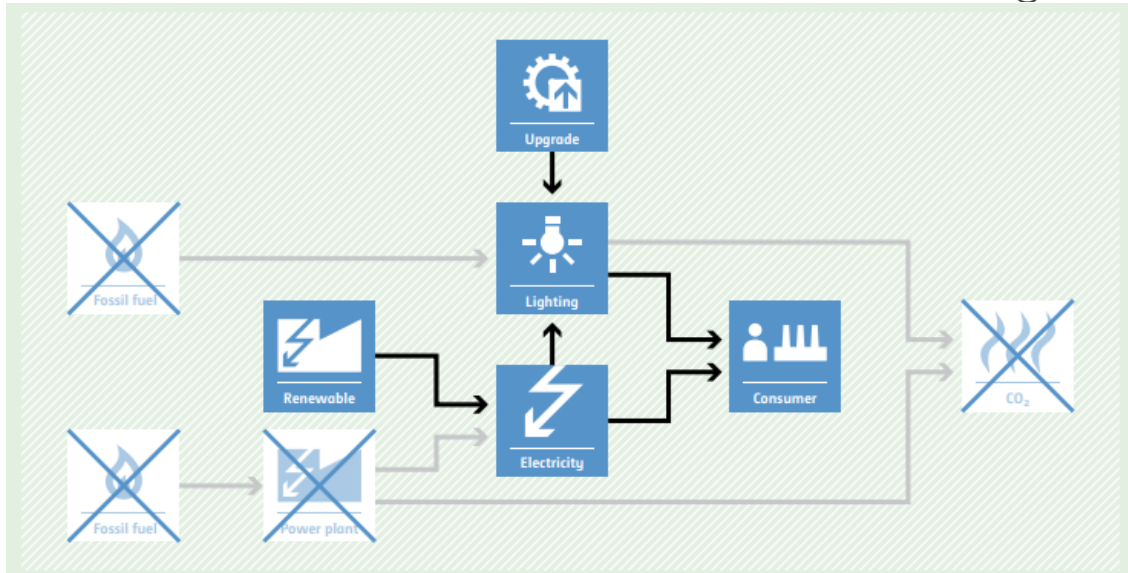 Upgrade
Fossil fuel
Lighting
Renewable
Consumer
CO₂
Electricity
Fossil fuel
Power plant